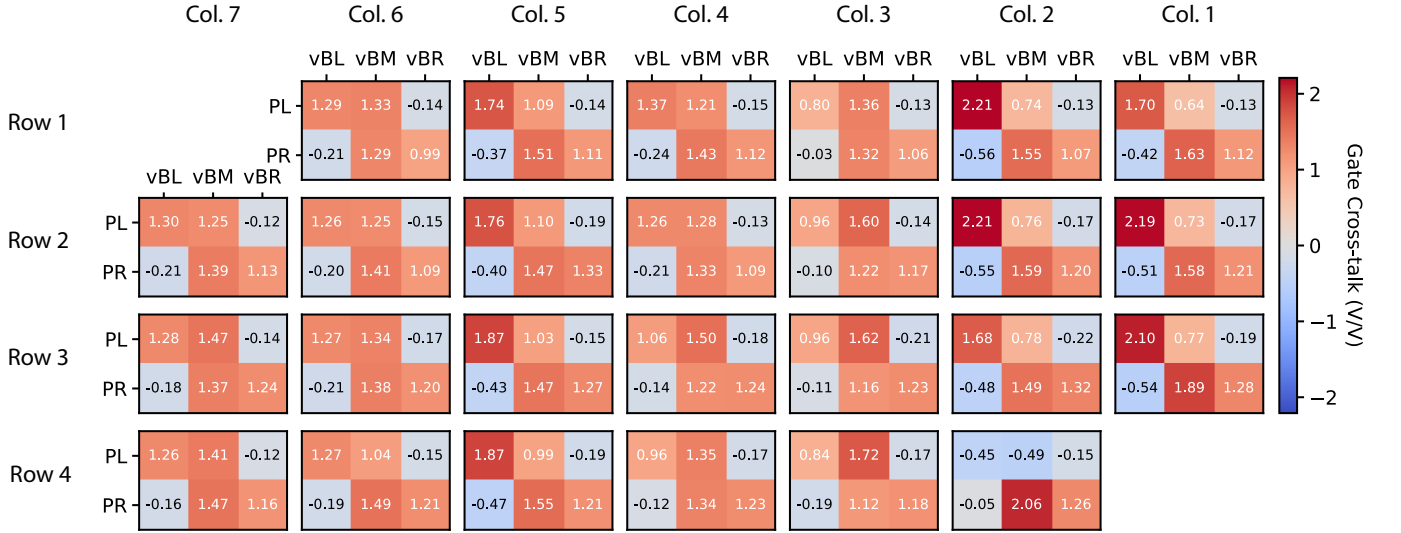 Col. 7 Col. 6 Col. 5 Col. 4 Col. 3 Col. 2 Col. 1
vBL vBM vBR vBL vBM vBR vBL vBM vBR vBL vBM vBR vBL vBM vBR vBL vBM vBR
Row 1
PL 1.29 1.33 -0.14 1.74 1.09 -0.14 1.37 1.21 -0.15 0.80 1.36 -0.13 2.21 0.74 -0.13 1.70 0.64 -0.13
PR -0.21 1.29 0.99 -0.37 1.51 1.11 -0.24 1.43 1.12 -0.03 1.32 1.06 -0.56 1.55 1.07 -0.42 1.63 1.12
vBL vBM vBR
Row 2
PL 1.30 1.25 -0.12 1.26 1.25 -0.15 1.76 1.10 -0.19 1.26 1.28 -0.13 0.96 1.60 -0.14 2.21 0.76 -0.17 2.19 0.73 -0.17
PR -0.21 1.39 1.13 -0.20 1.41 1.09 -0.40 1.47 1.33 -0.21 1.33 1.09 -0.10 1.22 1.17 -0.55 1.59 1.20 -0.51 1.58 1.21
Row 3
PL 1.28 1.47 -0.14 1.27 1.34 -0.17 1.87 1.03 -0.15 1.06 1.50 -0.18 0.96 1.62 -0.21 1.68 0.78 -0.22 2.10 0.77 -0.19
PR -0.18 1.37 1.24 -0.21 1.38 1.20 -0.43 1.47 1.27 -0.14 1.22 1.24 -0.11 1.16 1.23 -0.48 1.49 1.32 -0.54 1.89 1.28
Row 4
PL 1.26 1.41 -0.12 1.27 1.04 -0.15 1.87 0.99 -0.19 0.96 1.35 -0.17 0.84 1.72 -0.17 -0.45 -0.49 -0.15
PR -0.16 1.47 1.16 -0.19 1.49 1.21 -0.47 1.55 1.21 -0.12 1.34 1.23 -0.19 1.12 1.18 -0.05 2.06 1.26
2
1
0
−1
−2
Gate Cross-talk (V/V)